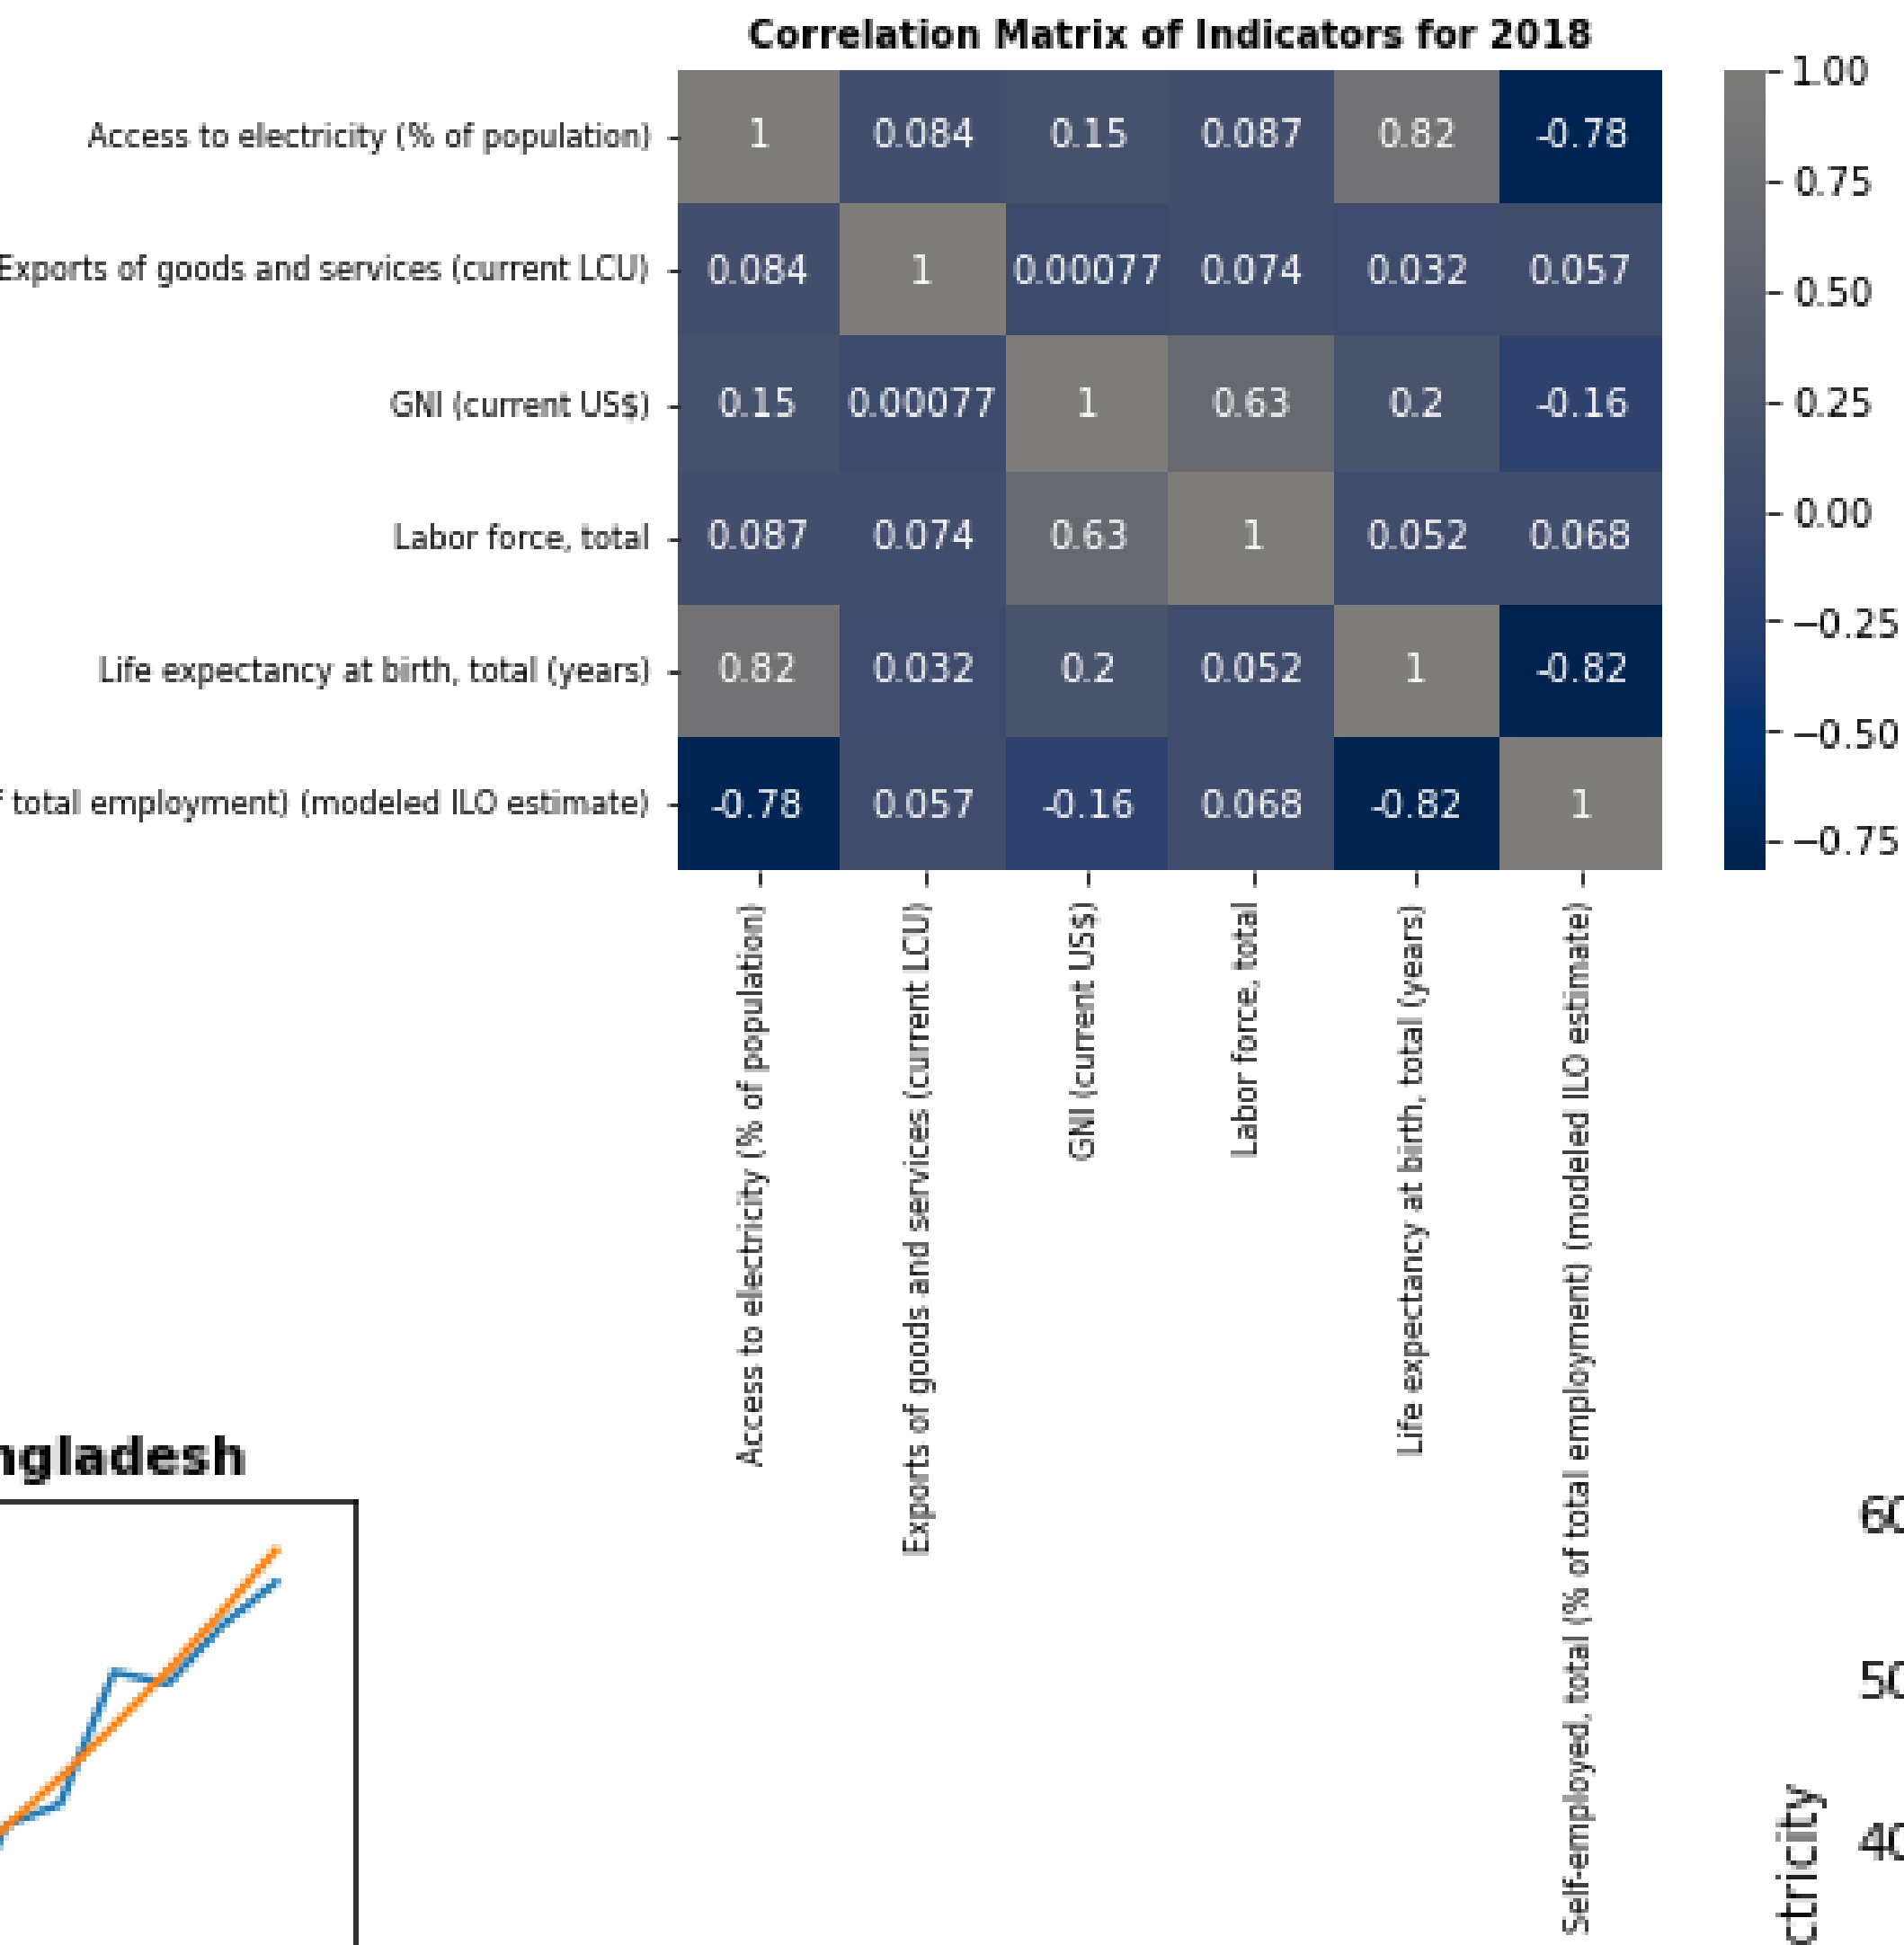 Correlation Matrix of Indicators for 2018
Access to electricity (% of population) 1 0.084 0.15 0.087 0.82 -0.78
Exports of goods and services (current LCU) 0.084 1 0.00077 0.074 0.032 0.057
GNI (current US$) 0.15 0.00077 1 0.63 0.2 -0.16
Labor force, total 0.087 0.074 0.63 1 0.052 0.068
Life expectancy at birth, total (years) 0.82 0.032 0.2 0.052 1 -0.82
total employment) (modeled ILO estimate) -0.78 0.057 -0.16 0.068 -0.82 1
1.00
0.75
0.50
0.25
0.00
−0.25
−0.50
−0.75
Access to electricity (% of population)
Exports of goods and services (current LCU)
GNI (current US$)
Labor force, total
Life expectancy at birth, total (years)
Self-employed, total (% of total employment) (modeled ILO estimate)
ngladesh
60
50
40
ctricity